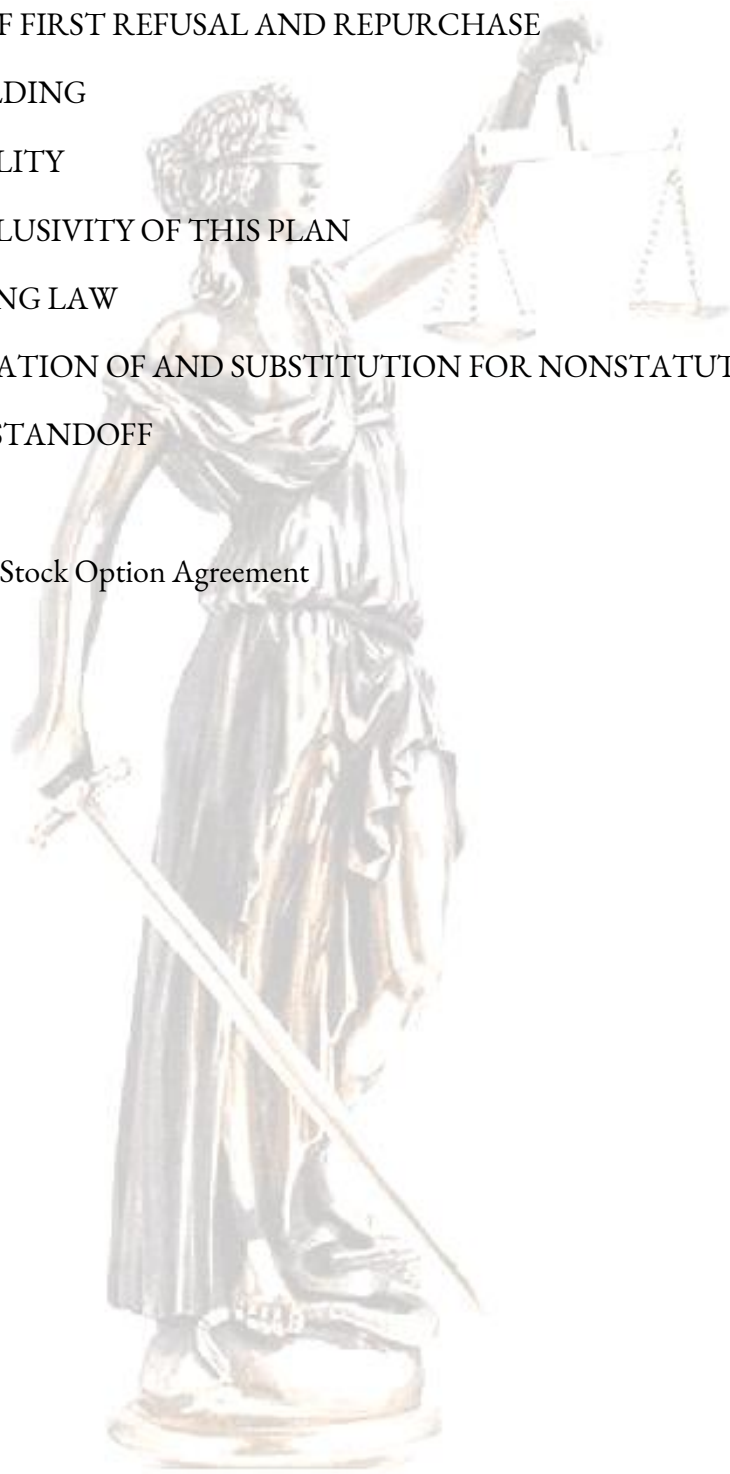 F FIRST REFUSAL AND REPURCHASE
LDING
LITY
LUSIVITY OF THIS PLAN
NG LAW
ATION OF AND SUBSTITUTION FOR NONSTATUT
STANDOFF
Stock Option Agreement